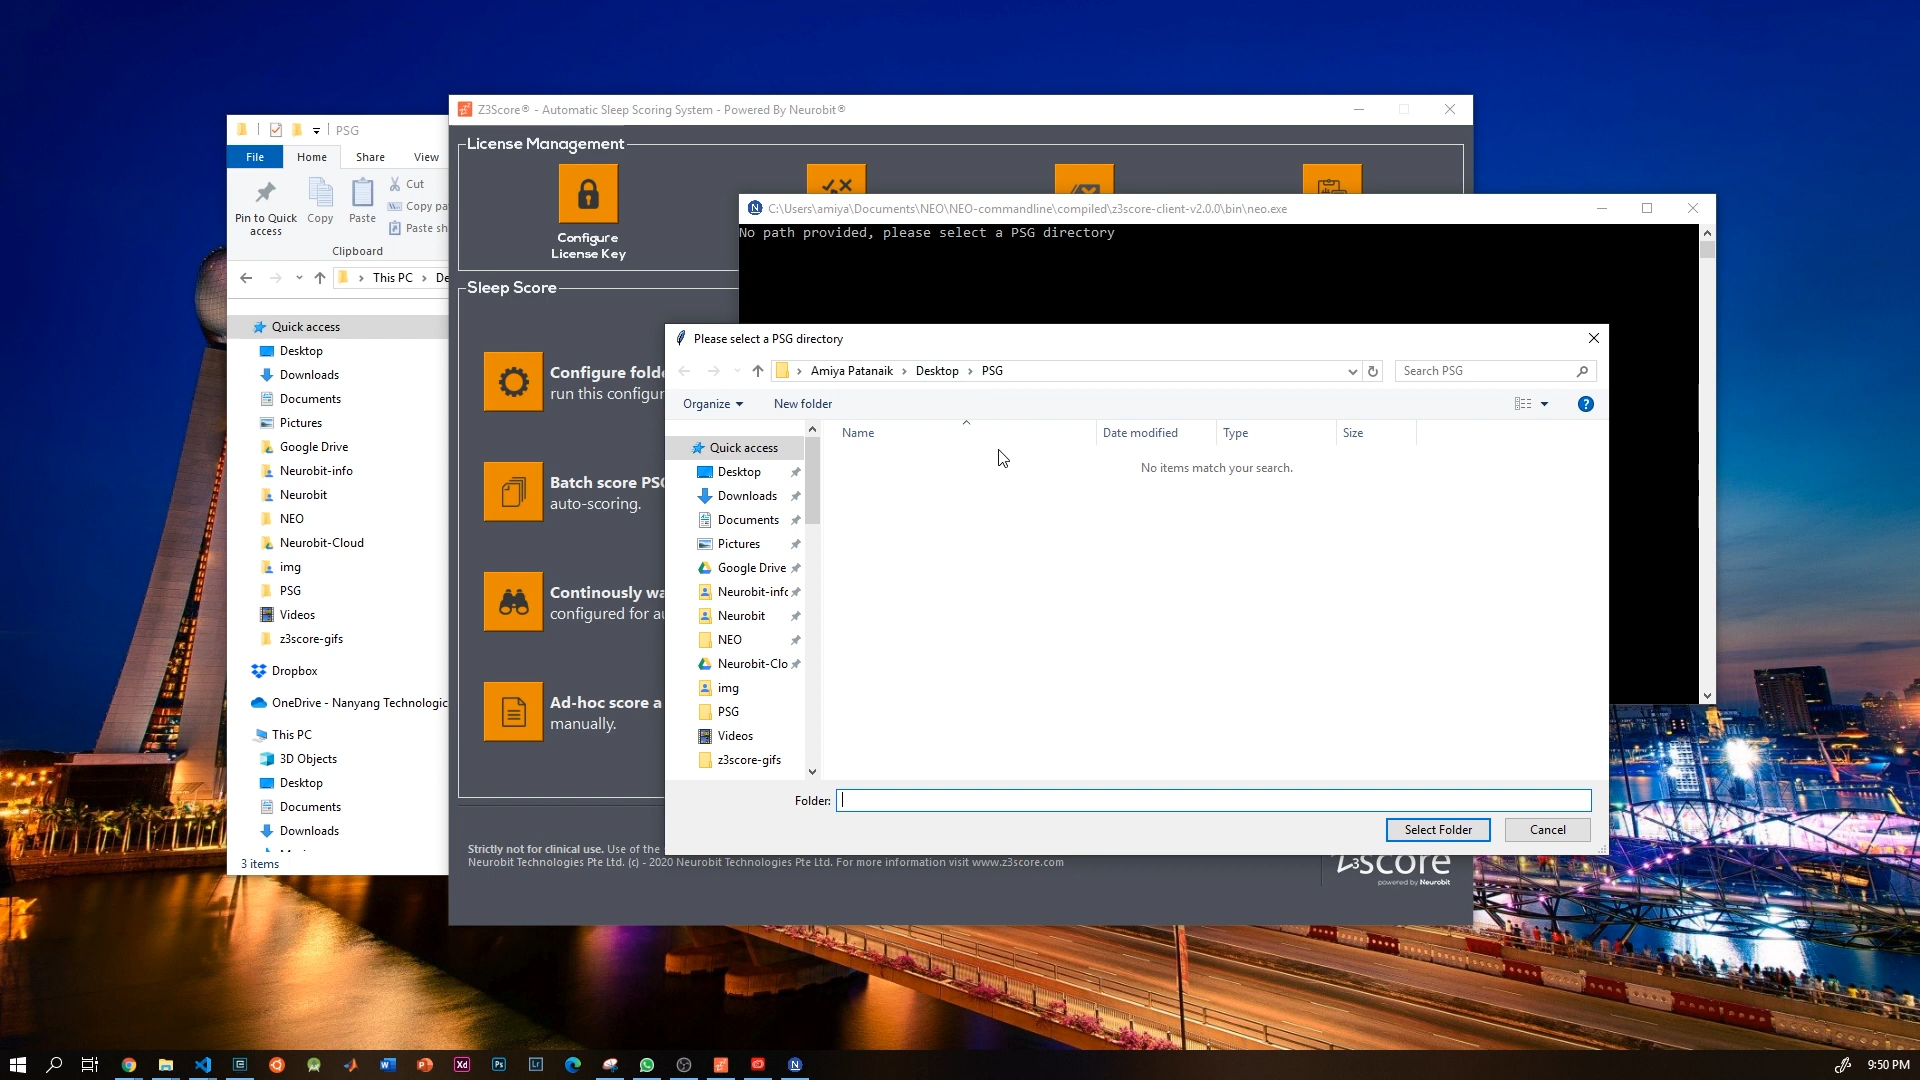 PSG
File
Home
Share
View
Pin to Quick access
Copy
Paste
Cut
Copy pa
Paste sh
Clipboard
This PC
De
Quick access
Desktop
Downloads
Documents
Pictures
Google Drive
Neurobit-info
Neurobit
NEO
Neurobit-Cloud
img
PSG
Videos
z3score-gifs
Dropbox
OneDrive - Nanyang Technologic
This PC
3D Objects
Desktop
Documents
Downloads
3 items
Z3Score® - Automatic Sleep Scoring System - Powered By Neurobit®
License Management
Configure
License Key
Sleep Score
Configure folde
run this configur
Batch score PSG
auto-scoring.
Continously wa
configured for au
Ad-hoc score a
manually.
Strictly not for clinical use. Use of the
Neurobit Technologies Pte Ltd. (c) - 2020 Neurobit Technologies Pte Ltd. For more information visit www.z3score.com
Z3score
powered by Neurobit
C:\Users\amiya\Documents\NEO\NEO-commandline\compiled\z3score-client-v2.0.0\bin\neo.exe
No path provided, please select a PSG directory
Please select a PSG directory
Amiya Patanaik
Desktop
PSG
Search PSG
Organize
New folder
Name
Date modified
Type
Size
No items match your search.
Quick access
Desktop
Downloads
Documents
Pictures
Google Drive
Neurobit-info
Neurobit
NEO
Neurobit-Clo
img
PSG
Videos
z3score-gifs
Folder:
Select Folder
Cancel
9:50 PM